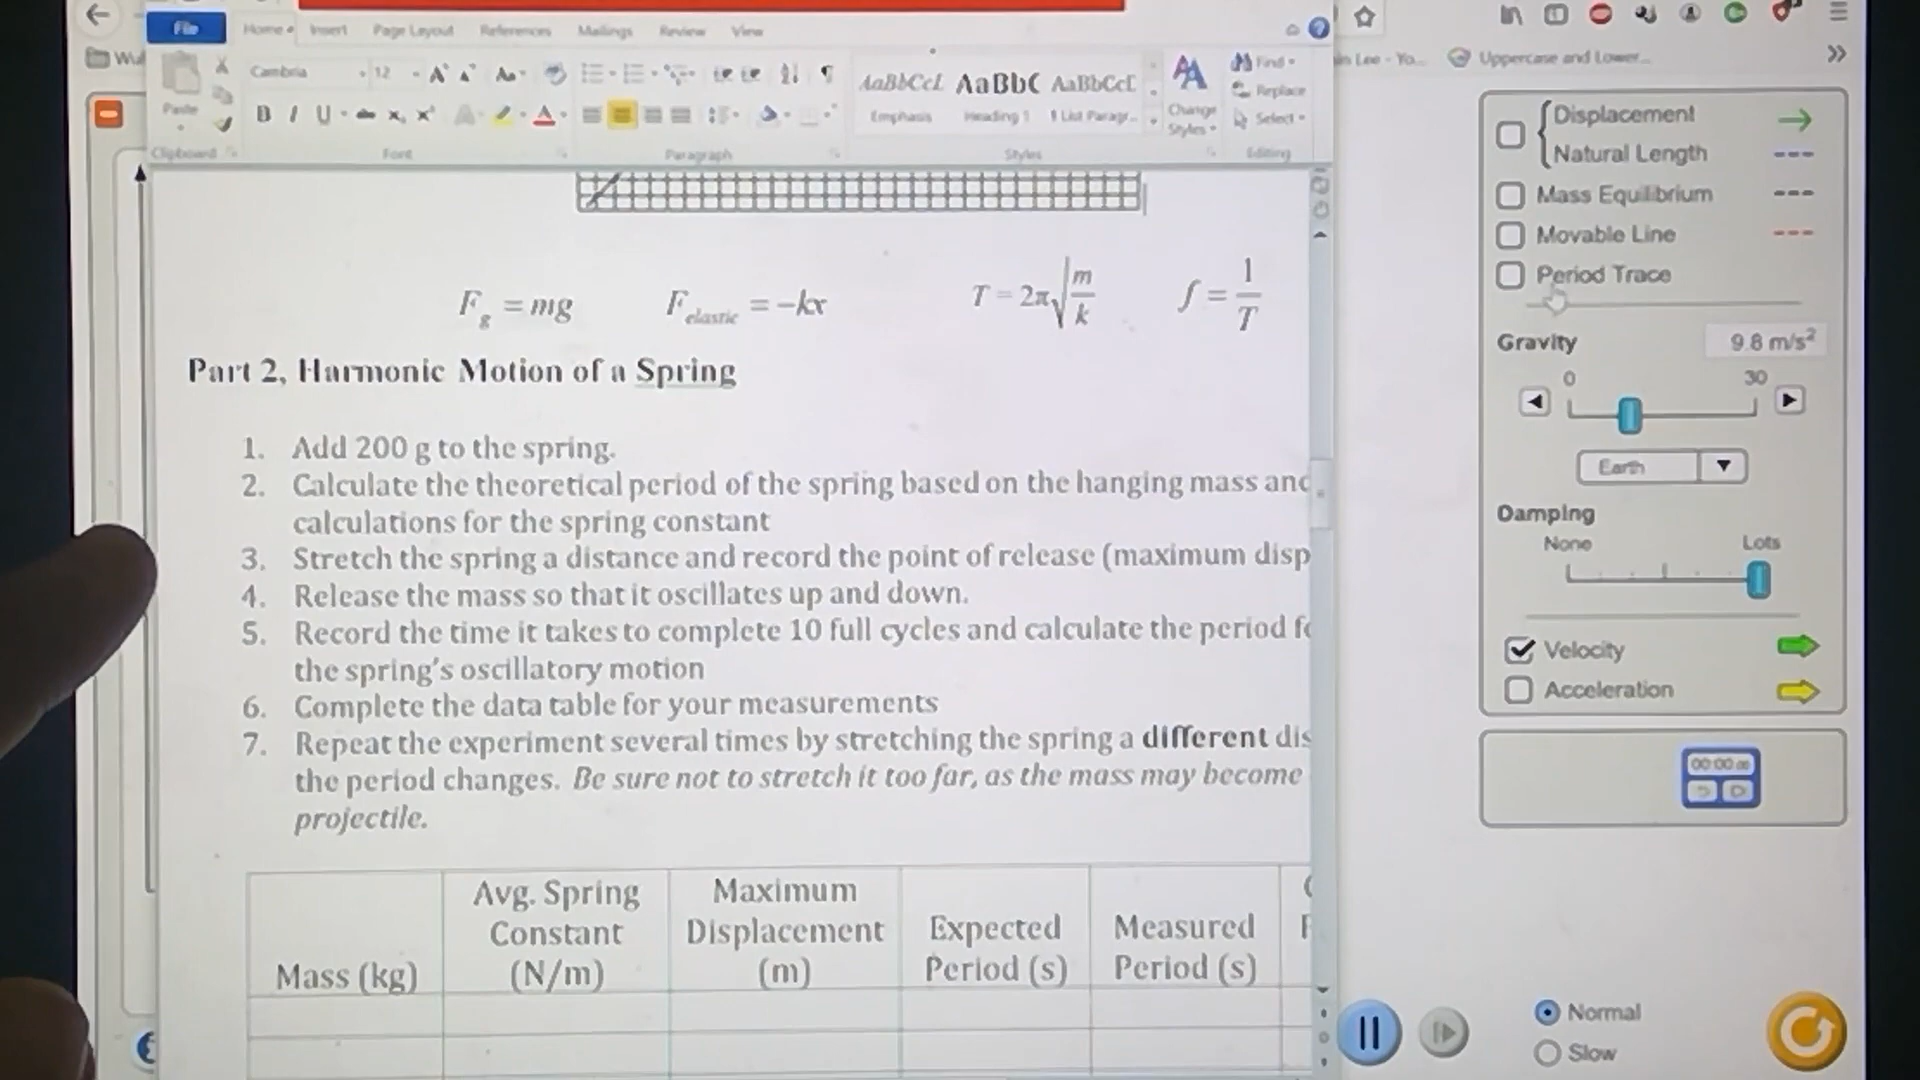 File Home Insert Page Layout References Mailings Review View
Cambria 12
Paste
B I U
AaBbCcL AaBbC AaBbCcL
Emphasis Heading 1 ¶ List Paragr...
Change Styles
Find
Replace
Select
Clipboard Font Paragraph Styles Editing
Uppercase and Lower...
F_g = mg F_elastic = -kx T = 2π√(m/k) f = 1/T
Part 2, Harmonic Motion of a Spring
1. Add 200 g to the spring.
2. Calculate the theoretical period of the spring based on the hanging mass and
calculations for the spring constant
3. Stretch the spring a distance and record the point of release (maximum disp
4. Release the mass so that it oscillates up and down.
5. Record the time it takes to complete 10 full cycles and calculate the period fo
the spring's oscillatory motion
6. Complete the data table for your measurements
7. Repeat the experiment several times by stretching the spring a different dis
the period changes. Be sure not to stretch it too far, as the mass may become
projectile.
Mass (kg)
Avg. Spring
Constant
(N/m)
Maximum
Displacement
(m)
Expected
Period (s)
Measured
Period (s)
Displacement
Natural Length
Mass Equilibrium
Movable Line
Period Trace
Gravity 9.8 m/s²
0 30
Earth
Damping
None Lots
Velocity
Acceleration
00:00.00
Normal
Slow